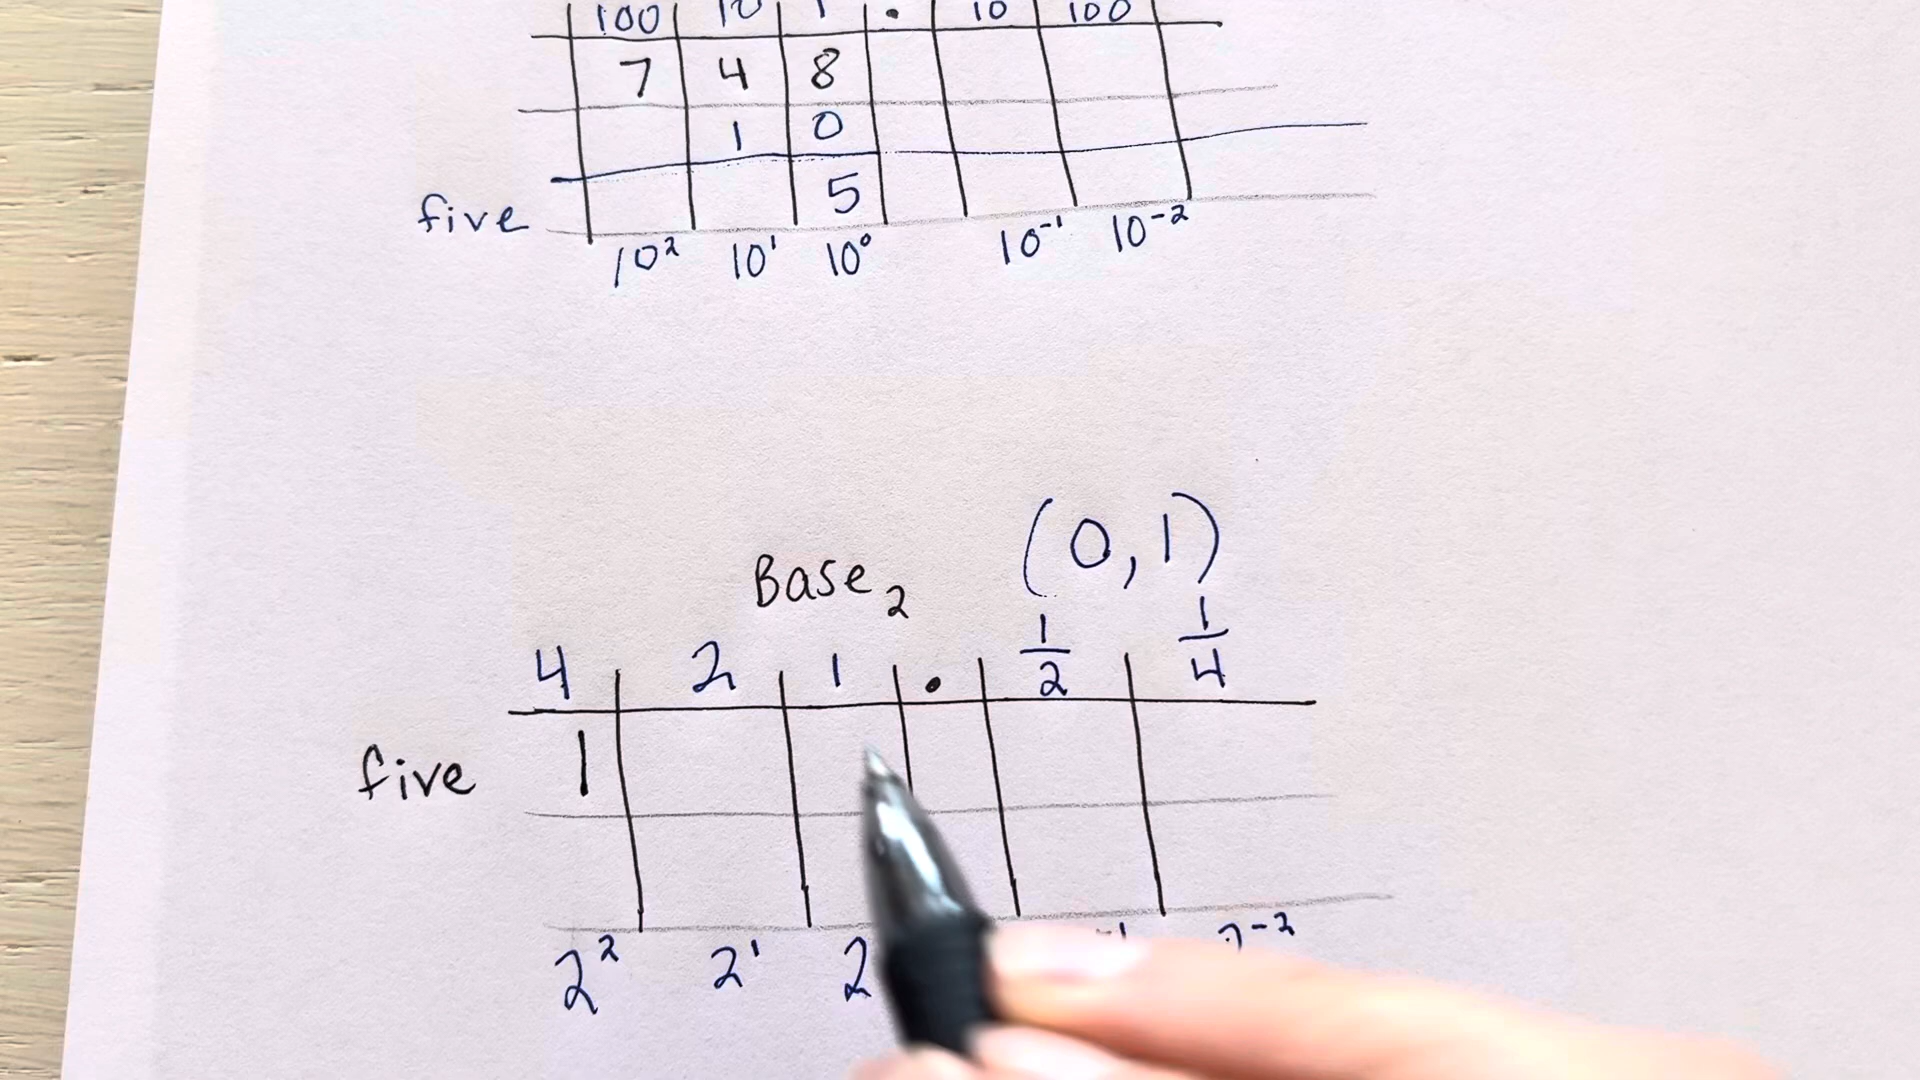 100 10 1 . 10 100
7 4 8
1 0
five 5
10² 10¹ 10⁰ 10⁻¹ 10⁻²
(0,1)
Base₂
4 2 1 . 1/2 1/4
five 1
2² 2¹ 2